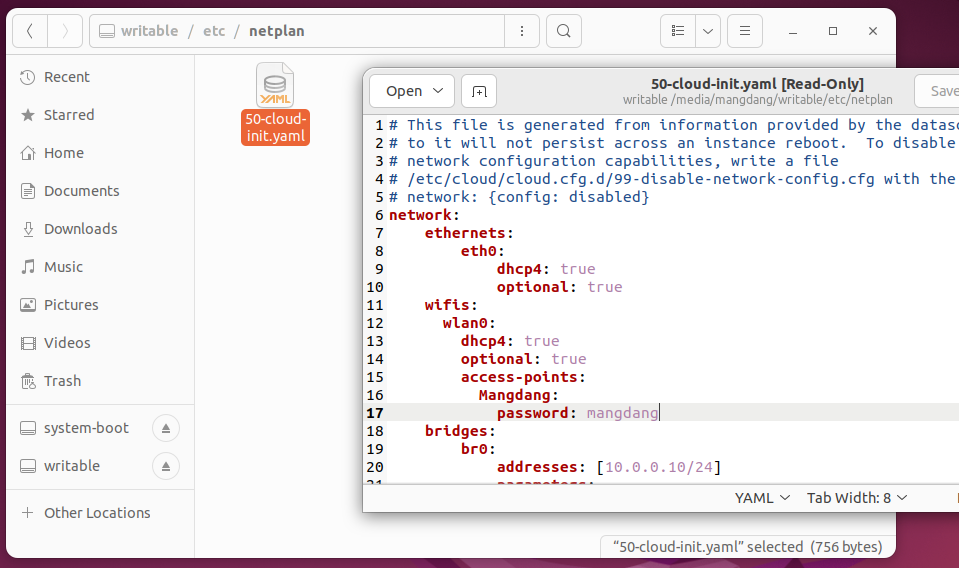 writable / etc / netplan
Recent
Starred
Home
Documents
Downloads
Music
Pictures
Videos
Trash
system-boot
writable
Other Locations
YAML
50-cloud-
init.yaml
Open
50-cloud-init.yaml [Read-Only]
writable /media/mangdang/writable/etc/netplan
Save
1 # This file is generated from information provided by the dataso
2 # to it will not persist across an instance reboot.  To disable
3 # network configuration capabilities, write a file
4 # /etc/cloud/cloud.cfg.d/99-disable-network-config.cfg with the
5 # network: {config: disabled}
6 network:
7     ethernets:
8         eth0:
9             dhcp4: true
10             optional: true
11     wifis:
12       wlan0:
13         dhcp4: true
14         optional: true
15         access-points:
16           Mangdang:
17             password: mangdang
18     bridges:
19         br0:
20             addresses: [10.0.0.10/24]
21             parameters:
YAML Tab Width: 8
“50-cloud-init.yaml” selected (756 bytes)